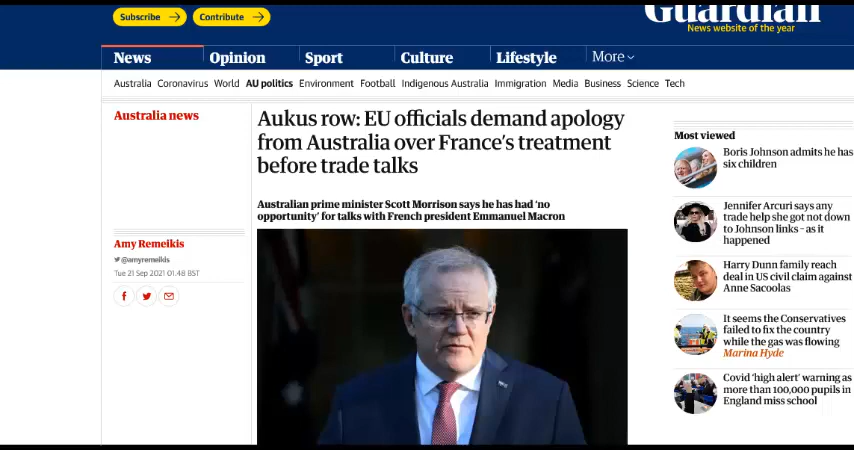 Subscribe →
Contribute →
Guardian
News website of the year
News Opinion Sport Culture Lifestyle More
Australia Coronavirus World AU politics Environment Football Indigenous Australia Immigration Media Business Science Tech
Australia news
Aukus row: EU officials demand apology
from Australia over France's treatment
before trade talks
Australian prime minister Scott Morrison says he has had 'no
opportunity' for talks with French president Emmanuel Macron
Amy Remeikis
@amyremeikis
Tue 21 Sep 2021 01.48 BST
Most viewed
Boris Johnson admits he has
six children
Jennifer Arcuri says any
trade help she got not down
to Johnson links – as it
happened
Harry Dunn family reach
deal in US civil claim against
Anne Sacoolas
It seems the Conservatives
failed to fix the country
while the gas was flowing
Marina Hyde
Covid 'high alert' warning as
more than 100,000 pupils in
England miss school